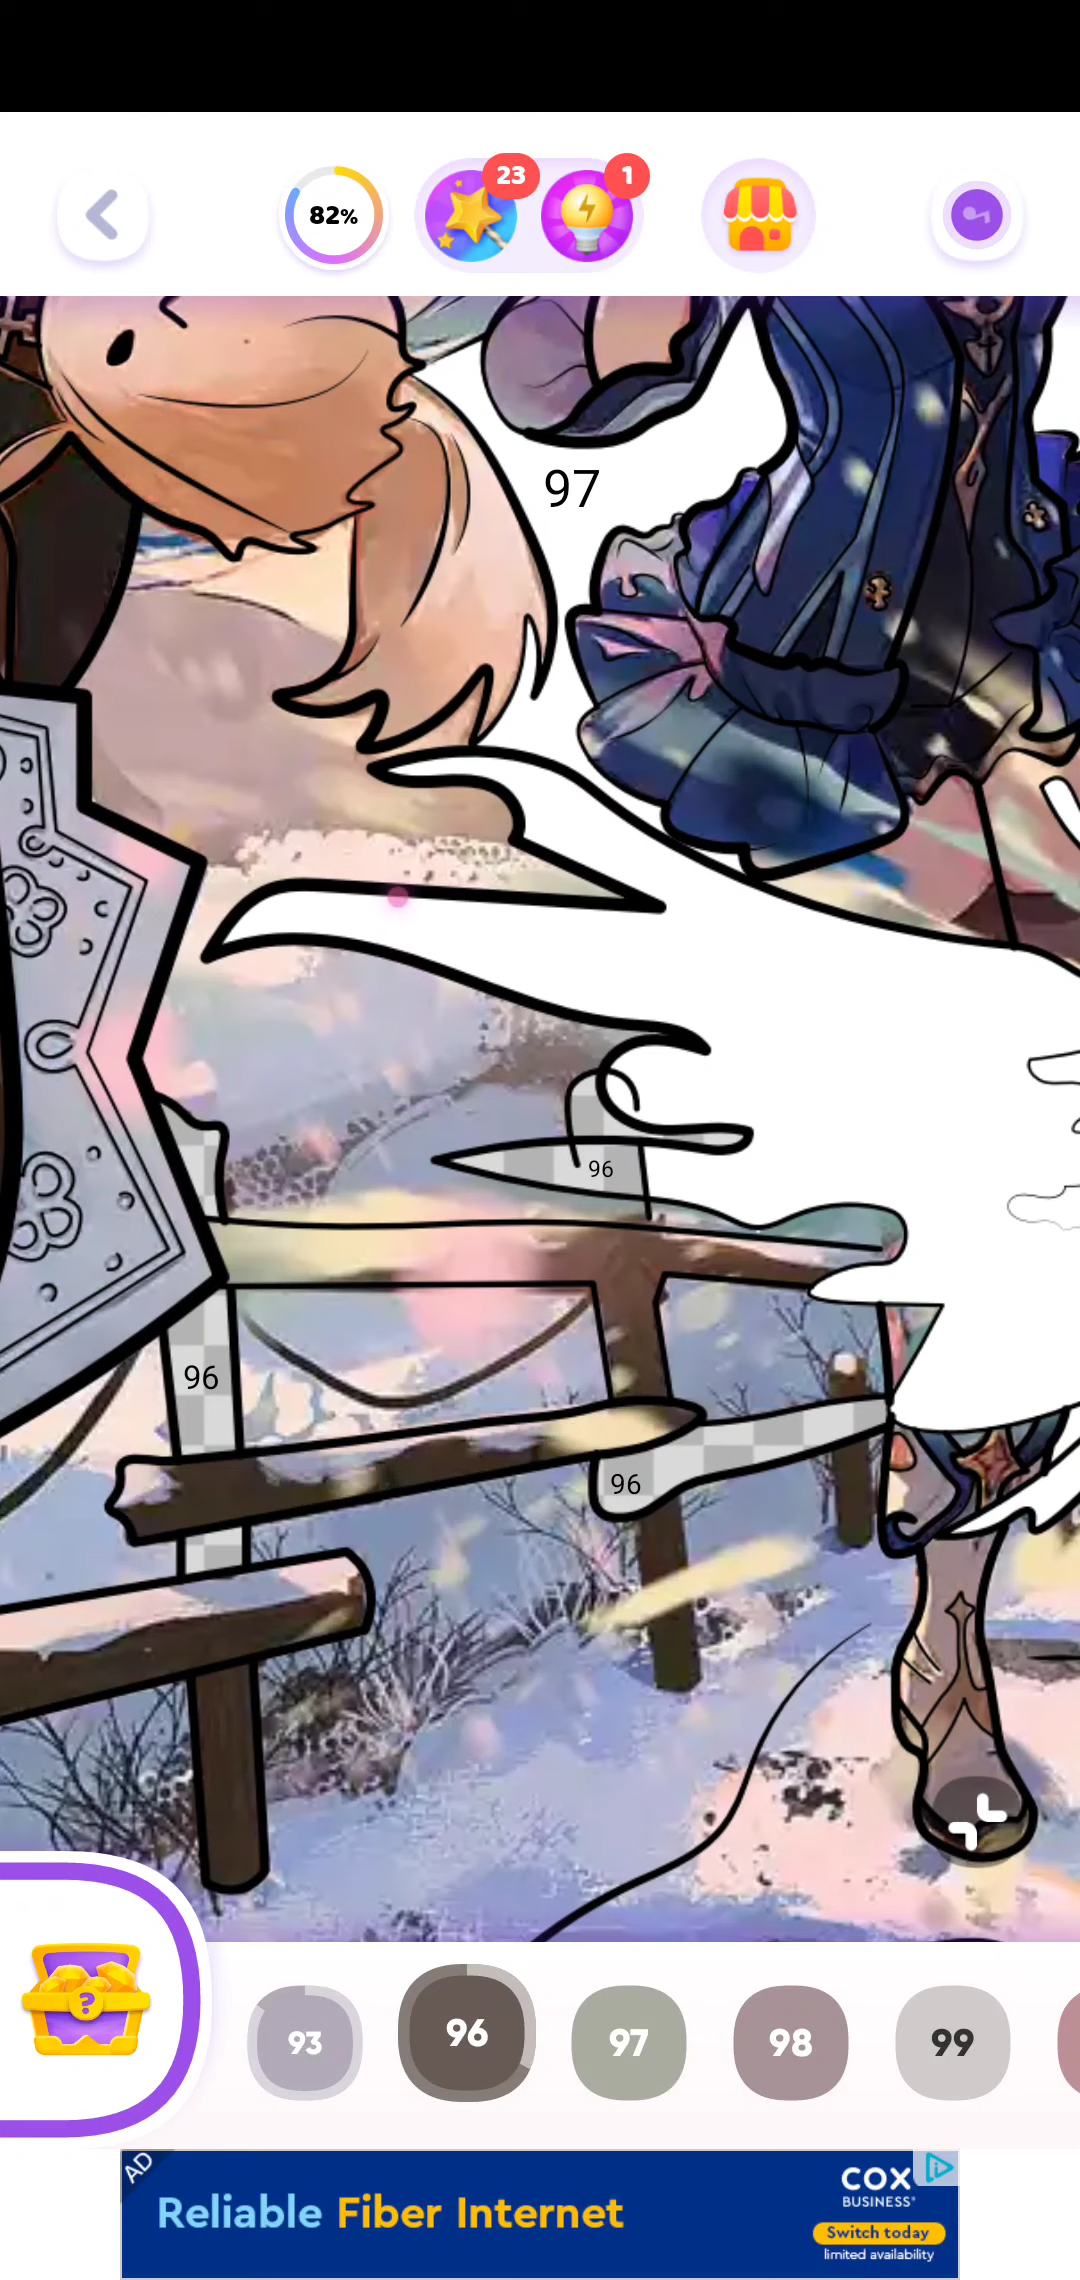 82%
23
1
97
96
96
96
?
93
96
97
98
99
AD
Reliable Fiber Internet
COX
BUSINESS
Switch today
limited availability